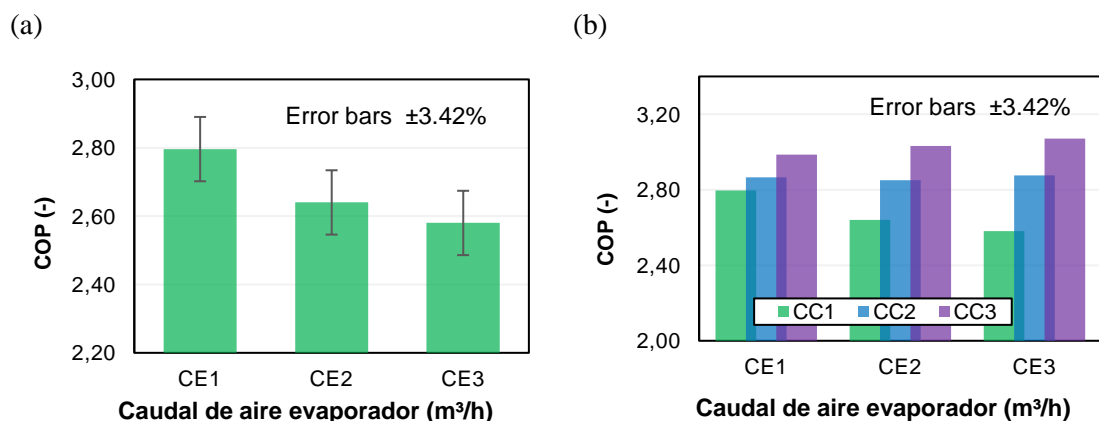 (a)
3,00
2,80
2,60
2,40
2,20
COP (-)
Error bars ±3.42%
CE1 CE2 CE3
Caudal de aire evaporador (m³/h)
(b)
3,20
2,80
2,40
2,00
COP (-)
Error bars ±3.42%
CC1 CC2 CC3
CE1 CE2 CE3
Caudal de aire evaporador (m³/h)